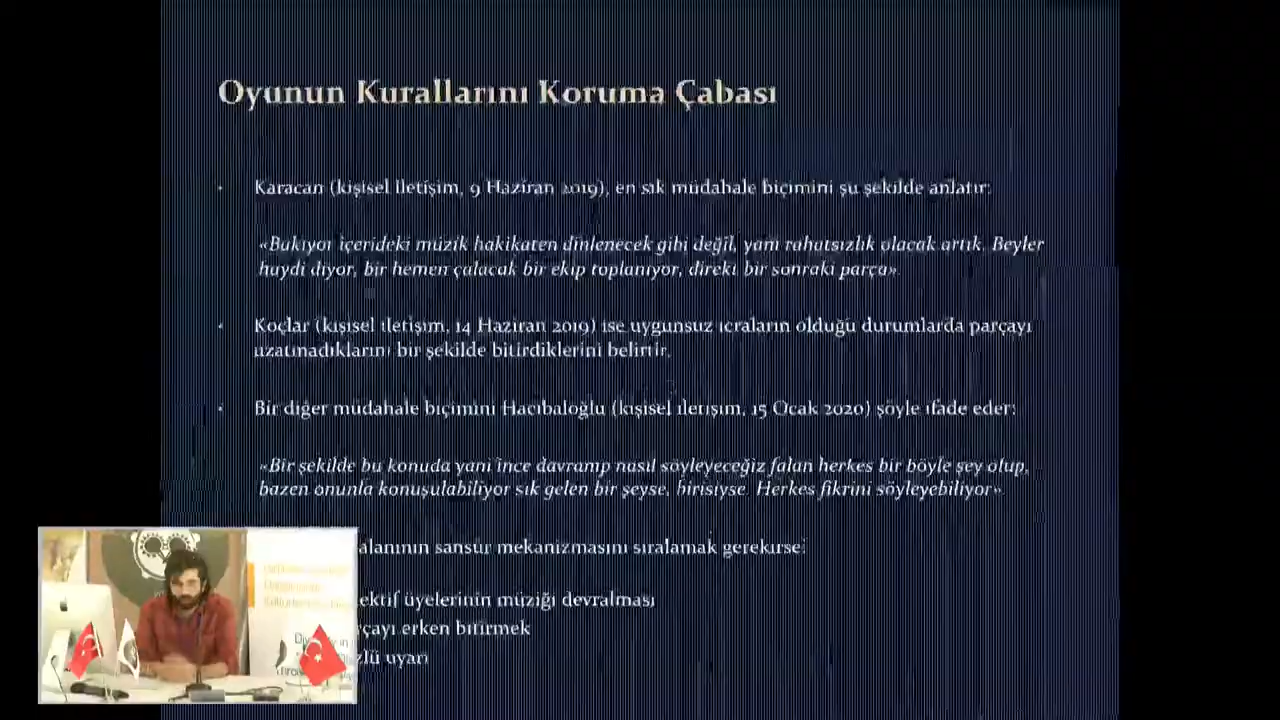 Oyunun Kurallarını Koruma Çabası
Karacan (kişisel iletişim, 9 Haziran 2019), en sık müdahale biçimini şu şekilde anlatır:
«Bakıyor içerideki müzik hakikaten dinlenecek gibi değil, yani rahatsızlık olacak artık. Beyler
haydi diyor, bir hemen çalacak bir ekip toplanıyor, direkt bir sonraki parça».
Koçlar (kişisel iletişim, 14 Haziran 2019) ise uygunsuz icraların olduğu durumlarda parçayı
uzatmadıklarını bir şekilde bitirdiklerini belirtir.
Bir diğer müdahale biçimini Hacıbaloğlu (kişisel iletişim, 15 Ocak 2020) şöyle ifade eder:
«Bir şekilde bu konuda yani ince davranıp nasıl söyleyeceğiz falan herkes bir böyle şey olup,
bazen onunla konuşulabiliyor sık gelen bir şeyse, birisiyse. Herkes fikrini söyleyebiliyor».
alanının sansür mekanizmasını sıralamak gerekirse:
ektif üyelerinin müziği devralması
rçayı erken bitirmek
zlü uyarı